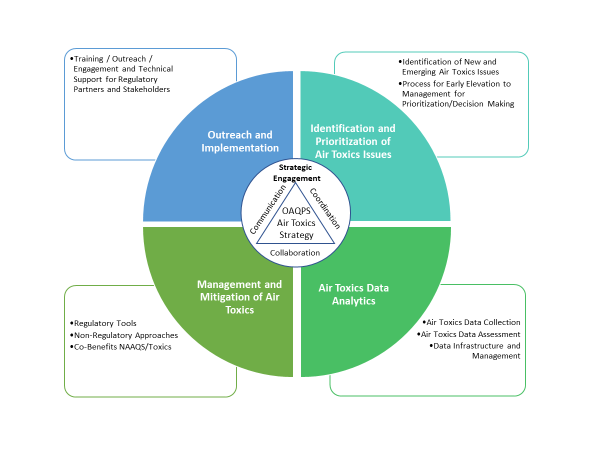 •Training / Outreach /
Engagement and Technical
Support for Regulatory
Partners and Stakeholders
•Identification of New and
Emerging Air Toxics Issues
•Process for Early Elevation to
Management for
Prioritization/Decision Making
Outreach and
Implementation
Identification and
Prioritization of
Air Toxics Issues
Strategic
Engagement
Communication
Coordination
OAQPS
Air Toxics
Strategy
Collaboration
Management and
Mitigation of Air
Toxics
Air Toxics Data
Analytics
•Regulatory Tools
•Non-Regulatory Approaches
•Co-Benefits NAAQS/Toxics
•Air Toxics Data Collection
•Air Toxics Data Assessment
•Data Infrastructure and
Management